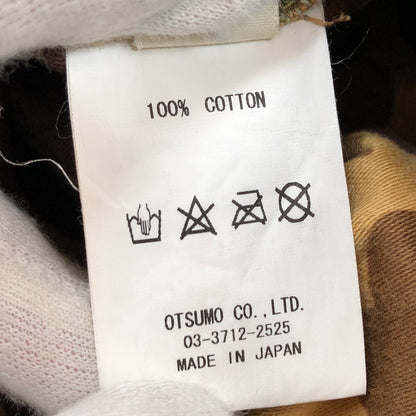 100% COTTON
OTSUMO CO.,LTD.
03-3712-2525
MADE IN JAPAN